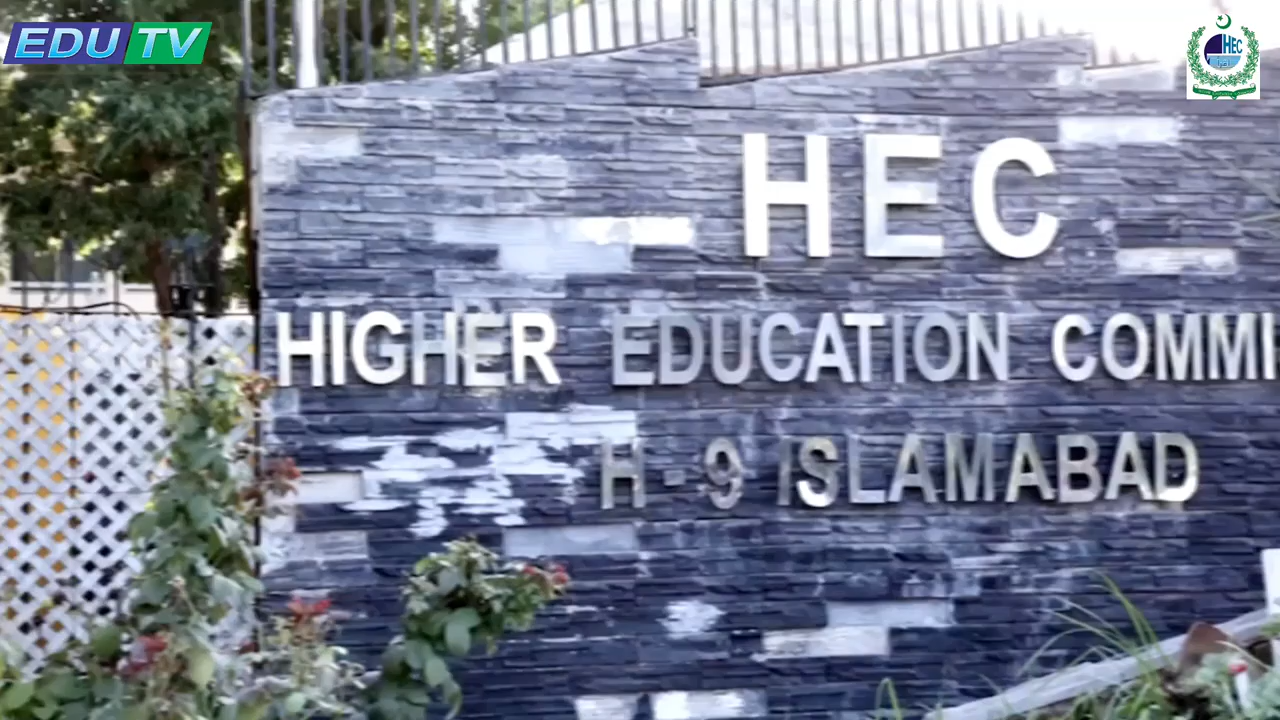 EDU TV
HEC
HEC
HIGHER EDUCATION COMMI
H-9 ISLAMABAD